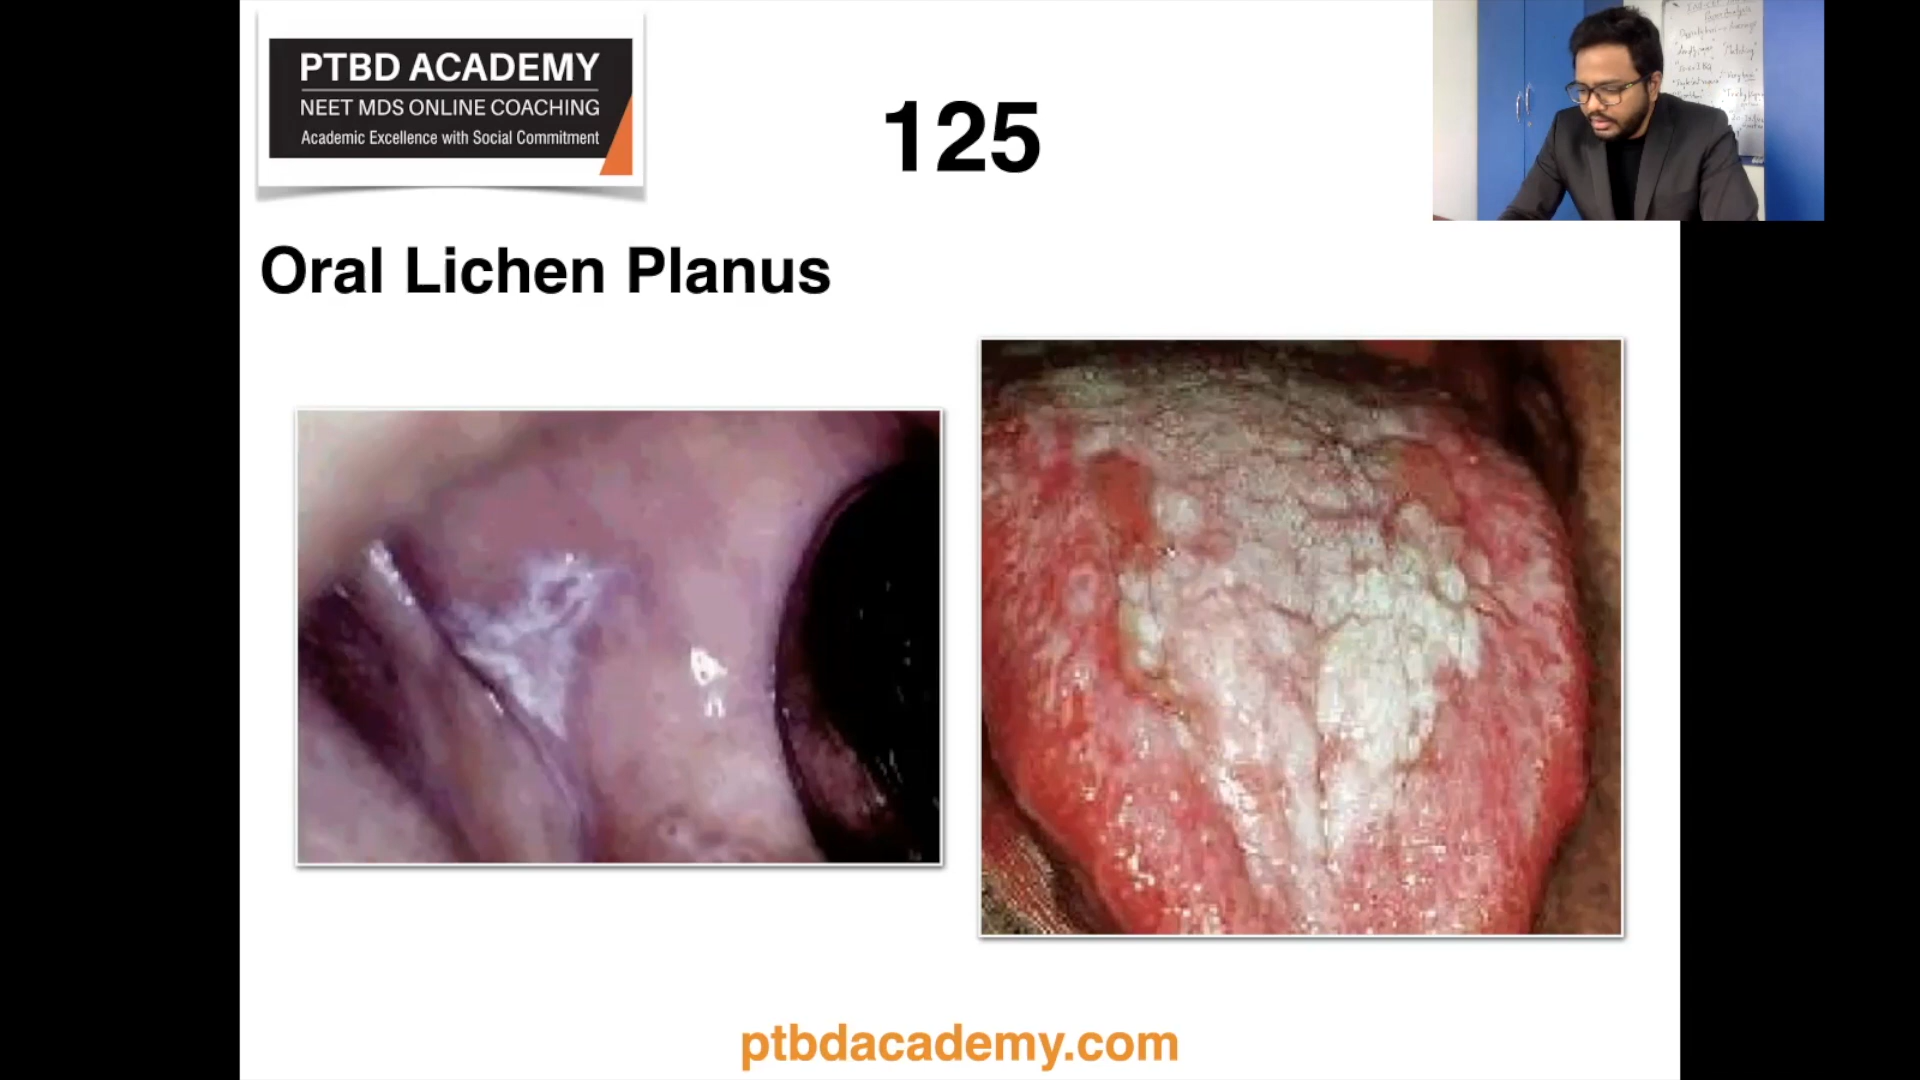 PTBD ACADEMY
NEET MDS ONLINE COACHING
Academic Excellence with Social Commitment
125
Oral Lichen Planus
ptbdacademy.com